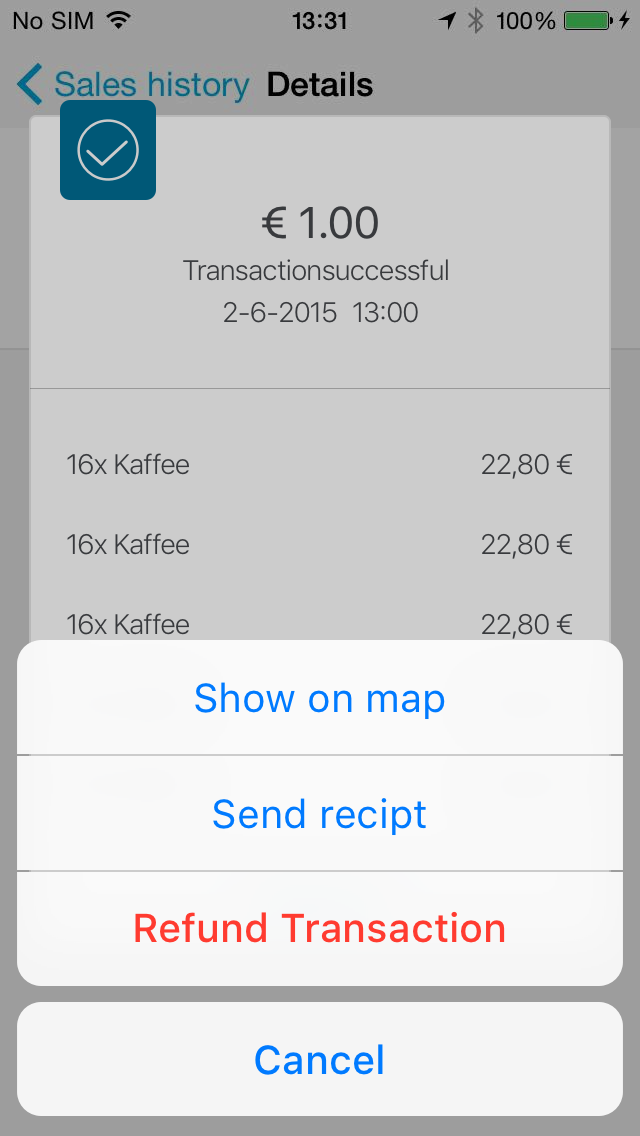 No SIM 13:31 100%
Sales history Details
€ 1.00
Transactionsuccessful
2-6-2015 13:00
16x Kaffee 22,80 €
16x Kaffee 22,80 €
16x Kaffee 22,80 €
Show on map
Send recipt
Refund Transaction
Cancel